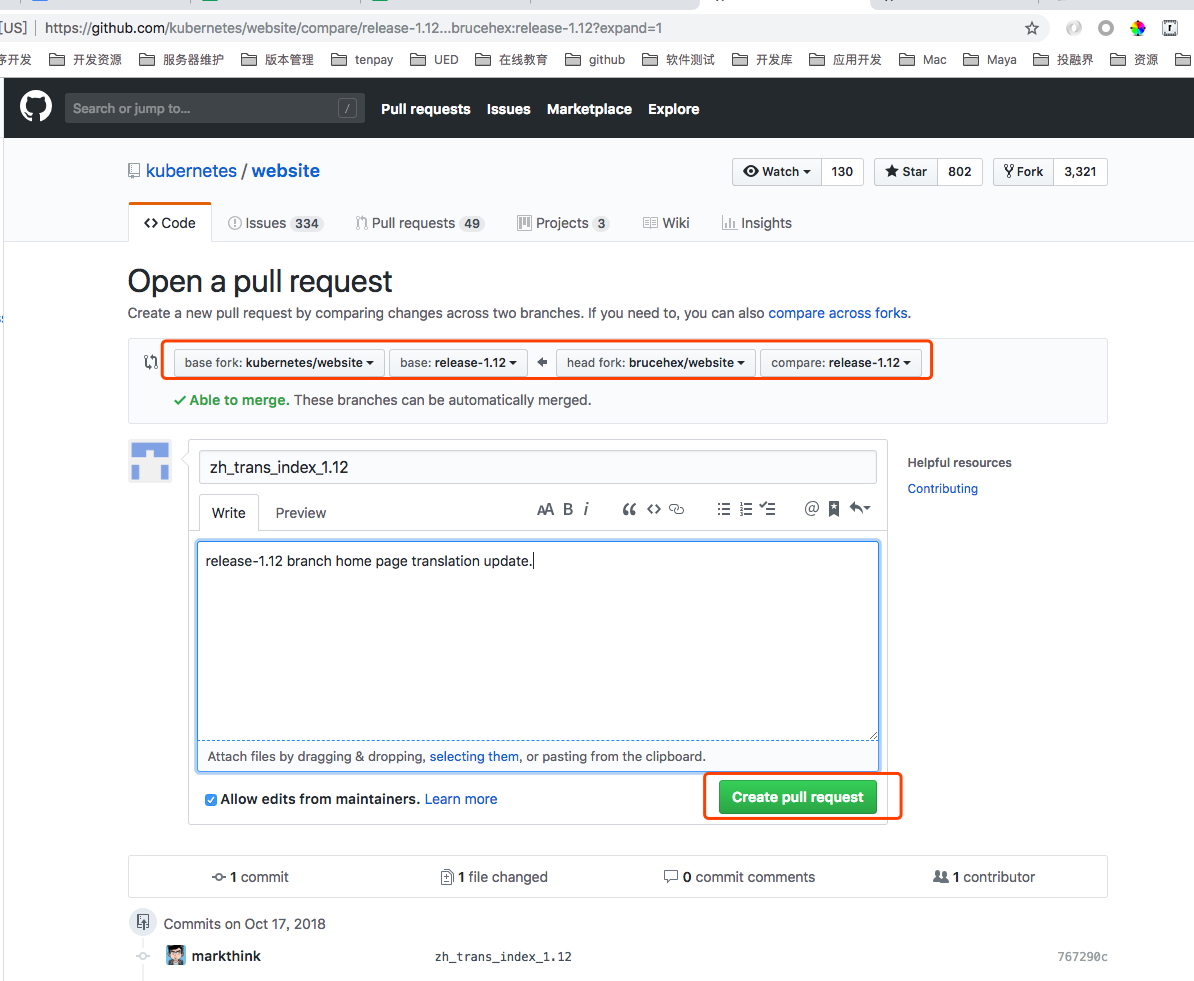 [US] https://github.com/kubernetes/website/compare/release-1.12...brucehex:release-1.12?expand=1
开发 开发资源 服务器维护 版本管理 tenpay UED 在线教育 github 软件测试 开发库 应用开发 Mac Maya 投融界 资源
Search or jump to... / Pull requests Issues Marketplace Explore
kubernetes / website Watch 130 Star 802 Fork 3,321
Code Issues 334 Pull requests 49 Projects 3 Wiki Insights
Open a pull request
Create a new pull request by comparing changes across two branches. If you need to, you can also compare across forks.
base fork: kubernetes/website base: release-1.12 head fork: brucehex/website compare: release-1.12
Able to merge. These branches can be automatically merged.
zh_trans_index_1.12
Helpful resources
Contributing
Write Preview AA B i
release-1.12 branch home page translation update.
Attach files by dragging & dropping, selecting them, or pasting from the clipboard.
Allow edits from maintainers. Learn more Create pull request
1 commit 1 file changed 0 commit comments 1 contributor
Commits on Oct 17, 2018
markthink zh_trans_index_1.12 767290c